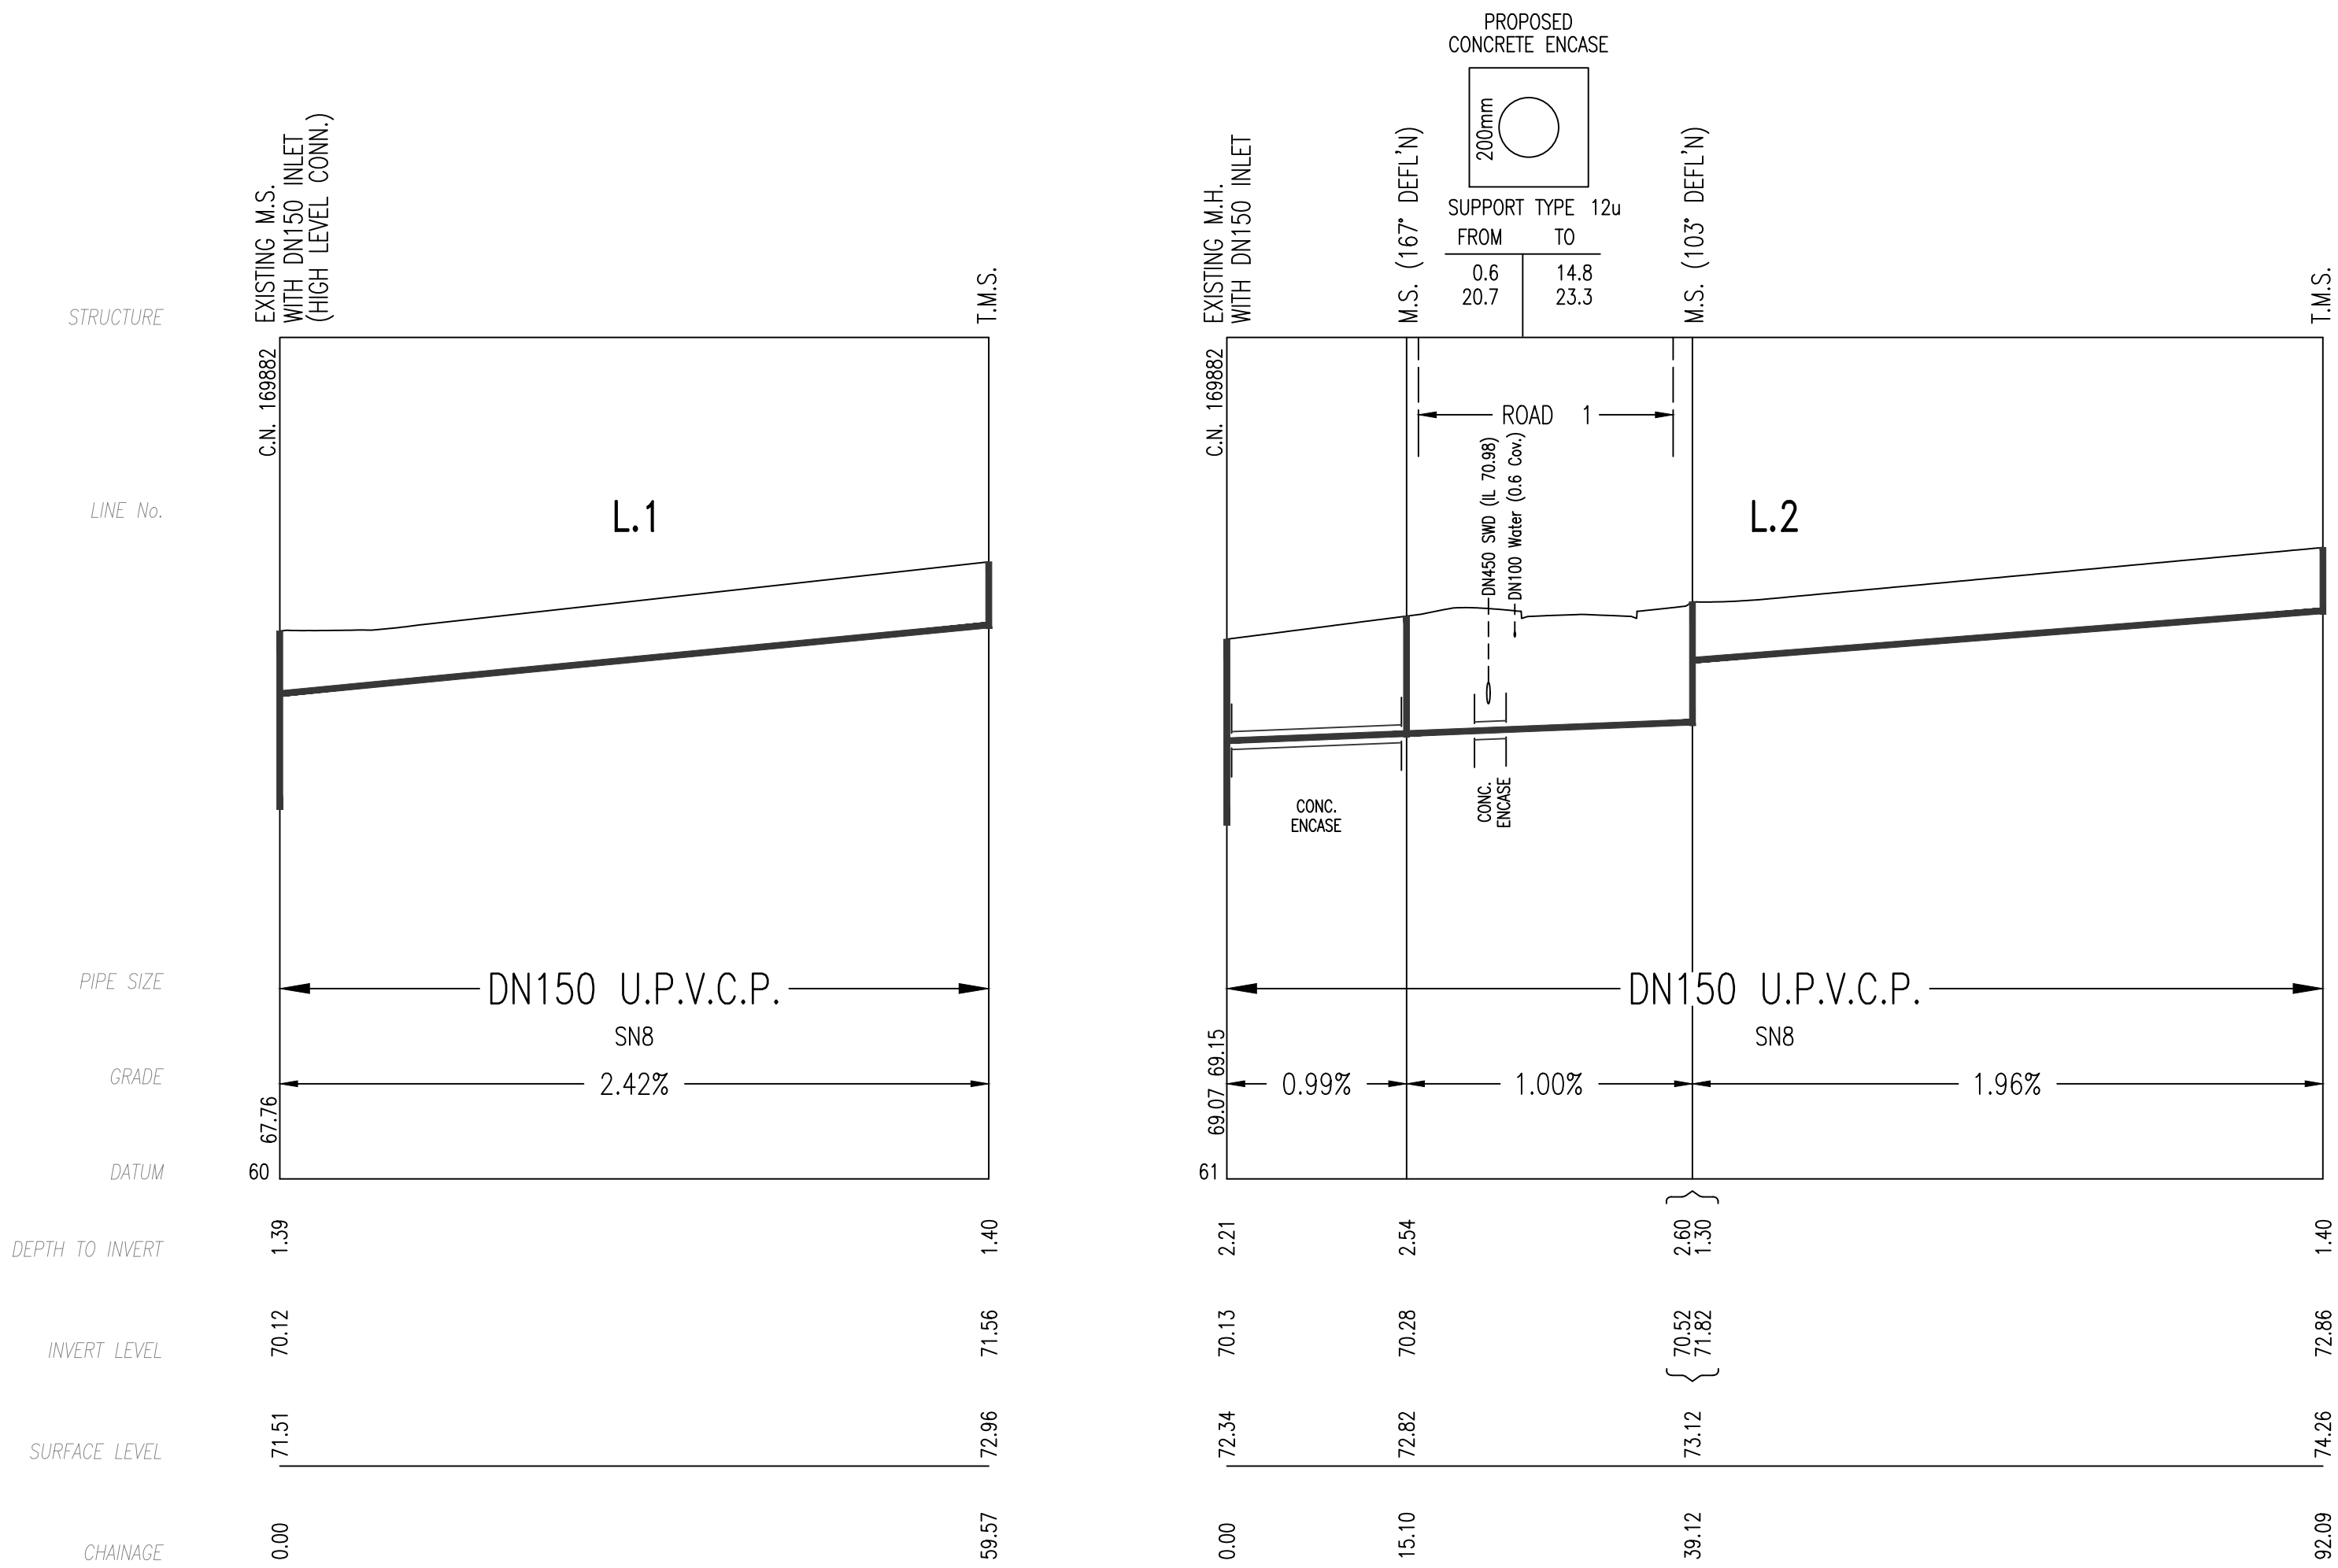 PROPOSED
CONCRETE ENCASE
200mm
SUPPORT TYPE 12u
FROM TO
0.6 14.8
20.7 23.3
STRUCTURE
EXISTING M.S.
WITH DN150 INLET
(HIGH LEVEL CONN.)
T.M.S.
EXISTING M.H.
WITH DN150 INLET
M.S. (167° DEFL'N)
M.S. (103° DEFL'N)
T.M.S.
C.N. 169882
C.N. 169882
ROAD 1
LINE No.
L.1
L.2
DN450 SWD (IL 70.98)
DN100 Water (0.6 Cov.)
CONC.
ENCASE
CONC.
ENCASE
PIPE SIZE
DN150 U.P.V.C.P.
SN8
DN150 U.P.V.C.P.
SN8
GRADE
2.42%
0.99%
1.00%
1.96%
67.76
69.07 69.15
DATUM
60
61
DEPTH TO INVERT
1.39
1.40
2.21
2.54
2.60
1.30
1.40
INVERT LEVEL
70.12
71.56
70.13
70.28
70.52
71.82
72.86
SURFACE LEVEL
71.51
72.96
72.34
72.82
73.12
74.26
CHAINAGE
0.00
59.57
0.00
15.10
39.12
92.09